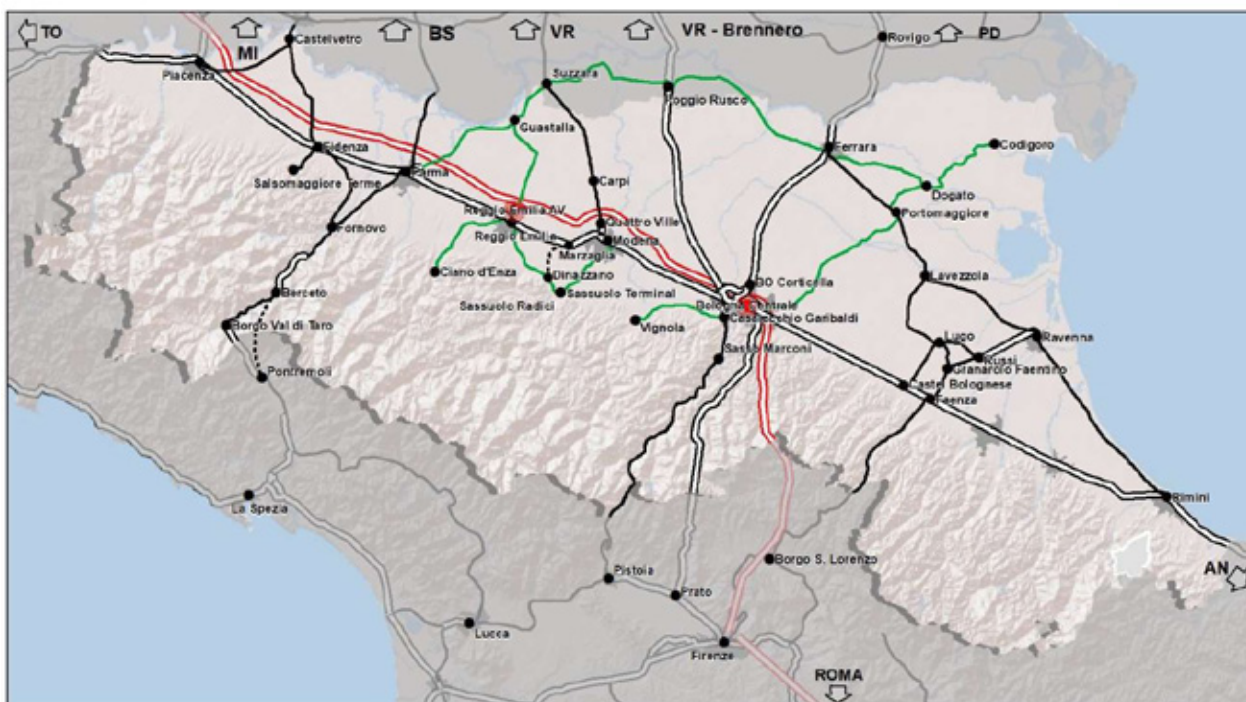 TO
MI
BS
VR
VR - Brennero
PD
Castelvetro
Rovigo
Piacenza
Suzzara
Poggio Rusco
Guastalla
Fidenza
Ferrara
Codigoro
Salsomaggiore Terme
Parma
Carpi
Dogato
Reggio Emilia AV
Portomaggiore
Fornovo
Quattro Ville
Reggio Emilia
Modena
Marzaglia
Ciano d'Enza
Dinazzano
Lavezzola
BO Corticella
Berceto
Sassuolo Radici
Sassuolo Terminal
Bologna Centrale
Casalecchio Garibaldi
Borgo Val di Taro
Vignola
Lugo
Ravenna
Sasso Marconi
Russi
Granarolo Faentino
Pontremoli
Castel Bolognese
Faenza
La Spezia
Rimini
Borgo S. Lorenzo
AN
Pistoia
Prato
Lucca
Firenze
ROMA